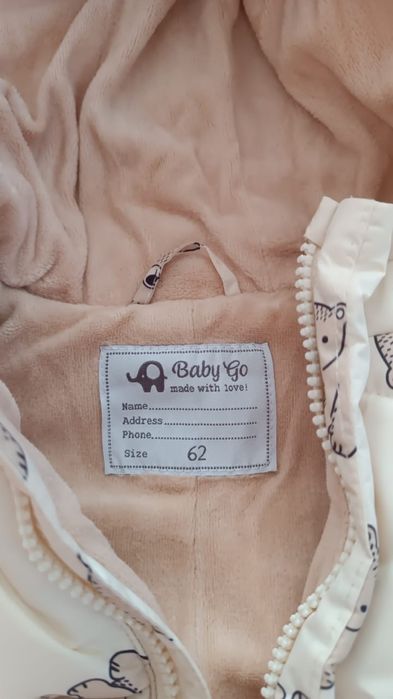 Baby Go
made with love!
Name..............................
Address..........................
Phone.............................
Size 62